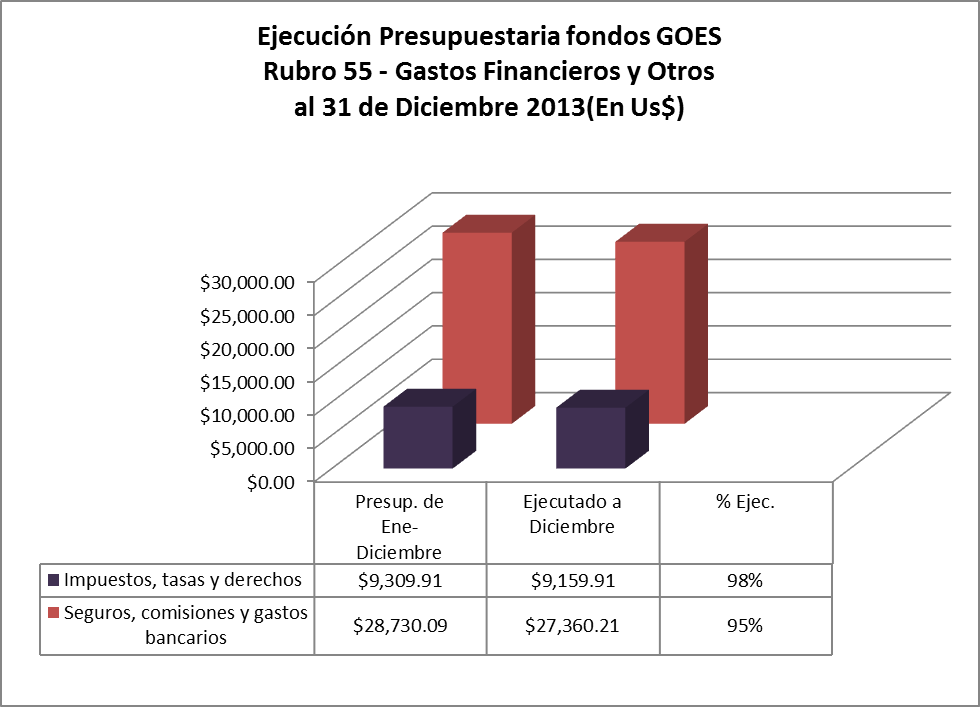 Ejecución Presupuestaria fondos GOES
Rubro 55 - Gastos Financieros y Otros
al 31 de Diciembre 2013(En Us$)
$30,000.00
$25,000.00
$20,000.00
$15,000.00
$10,000.00
$5,000.00
$0.00
Presup. de
Ene-
Diciembre
Ejecutado a
Diciembre
% Ejec.
Impuestos, tasas y derechos $9,309.91 $9,159.91 98%
Seguros, comisiones y gastos
bancarios
$28,730.09 $27,360.21 95%